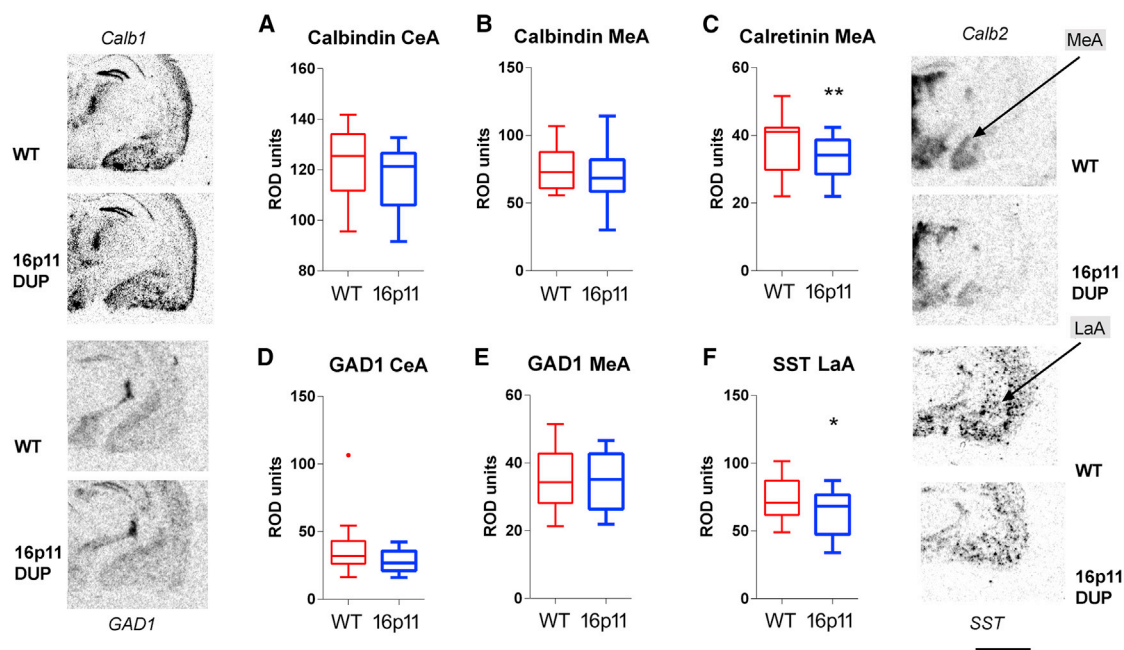 Calb1
WT
16p11
DUP
WT
16p11
DUP
GAD1
A
Calbindin CeA
ROD units
160
140
120
100
80
WT 16p11
B
Calbindin MeA
ROD units
150
100
50
0
WT 16p11
C
Calretinin MeA
ROD units
60
40
20
0
**
WT 16p11
Calb2
MeA
WT
16p11
DUP
D
GAD1 CeA
ROD units
150
100
50
0
WT 16p11
E
GAD1 MeA
ROD units
60
40
20
0
WT 16p11
F
SST LaA
ROD units
150
100
50
0
*
WT 16p11
LaA
WT
16p11
DUP
SST